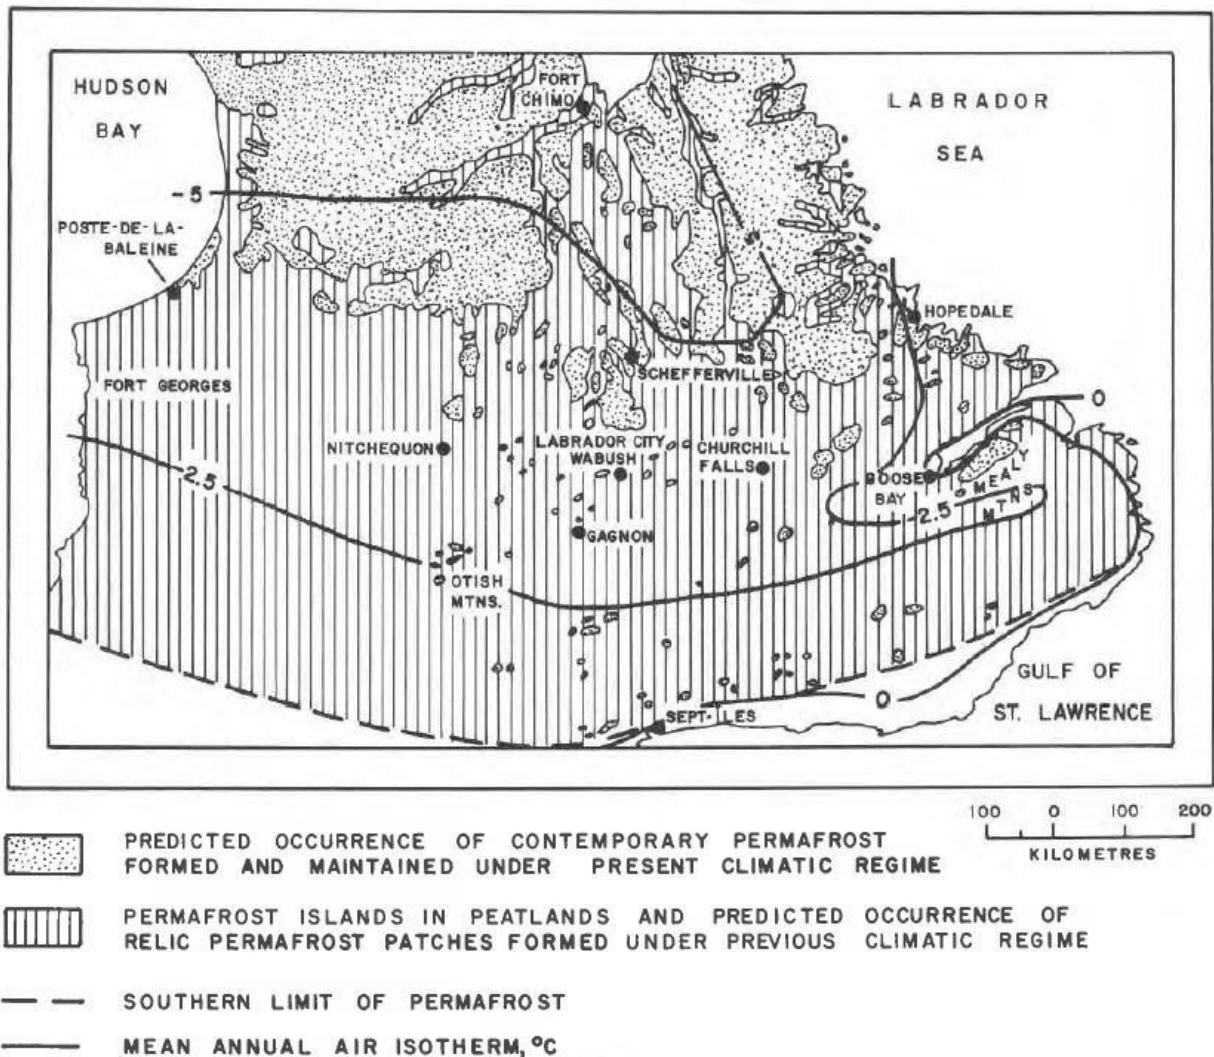 HUDSON
BAY
FORT
CHIMO
LABRADOR
SEA
-5
POSTE-DE-LA-
BALEINE
-5
HOPEDALE
SCHEFFERVILLE
FORT GEORGES
0
NITCHEQUON
LABRADOR CITY
WABUSH
CHURCHILL
FALLS
GOOSE
BAY
MEALY
MTNS
-2.5
-2.5
GAGNON
OTISH
MTNS.
GULF OF
ST. LAWRENCE
0
SEPT-ILES
100 0 100 200
KILOMETRES
PREDICTED OCCURRENCE OF CONTEMPORARY PERMAFROST
FORMED AND MAINTAINED UNDER PRESENT CLIMATIC REGIME
PERMAFROST ISLANDS IN PEATLANDS AND PREDICTED OCCURRENCE OF
RELIC PERMAFROST PATCHES FORMED UNDER PREVIOUS CLIMATIC REGIME
SOUTHERN LIMIT OF PERMAFROST
MEAN ANNUAL AIR ISOTHERM, °C